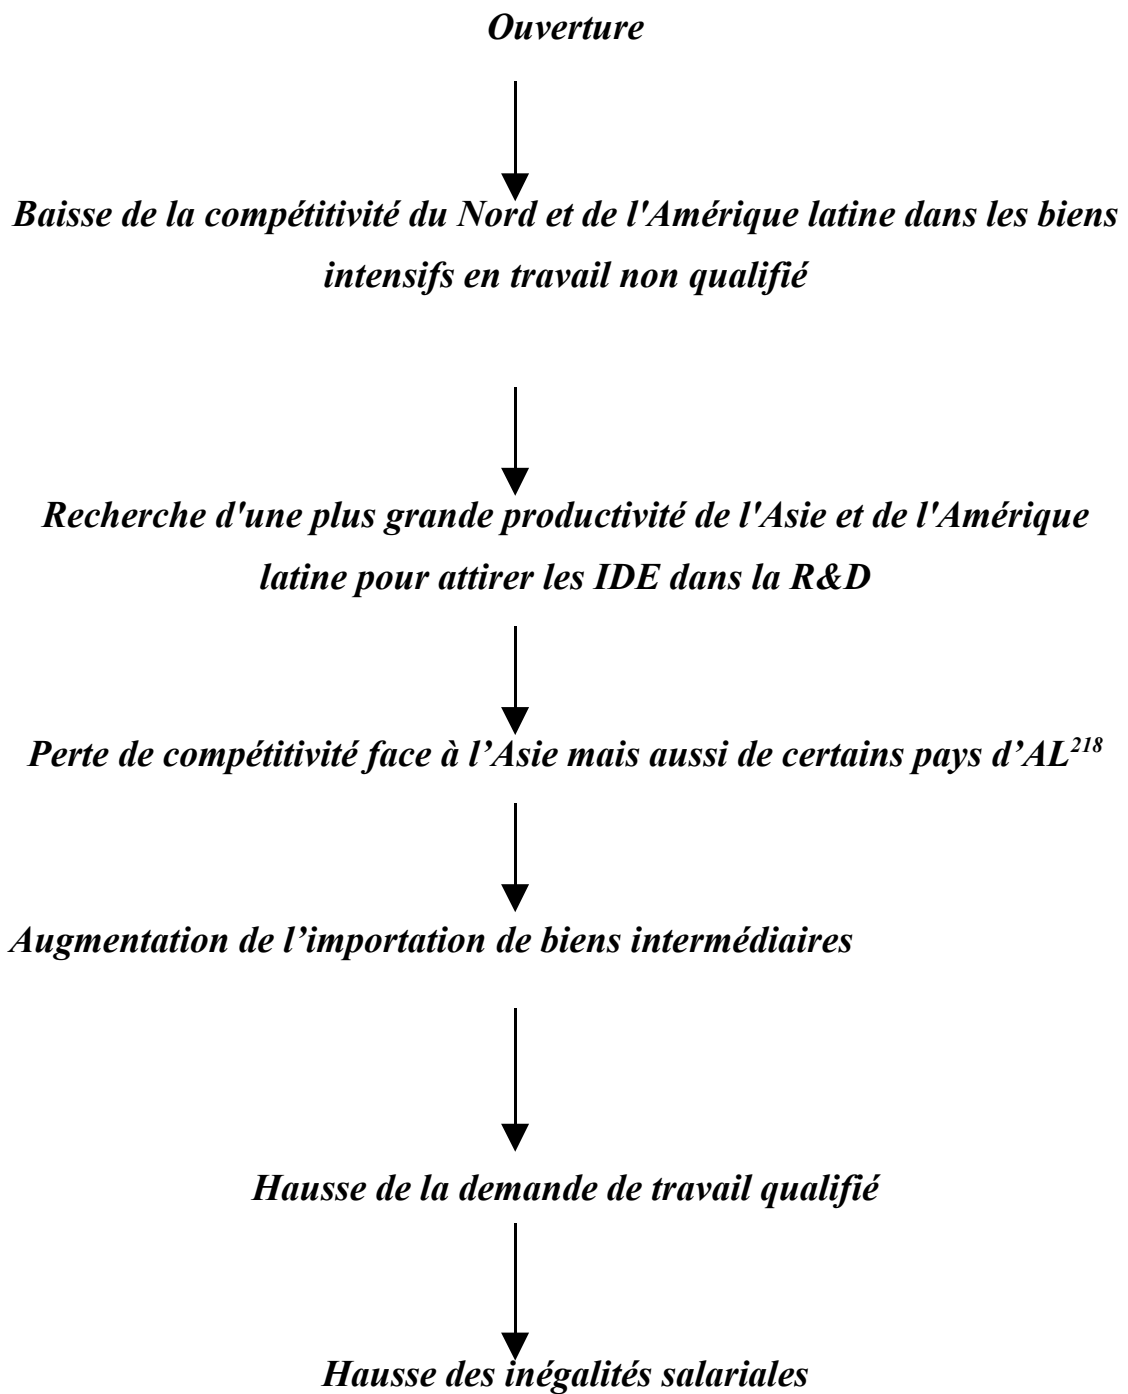 Ouverture
Baisse de la compétitivité du Nord et de l'Amérique latine dans les biens
intensifs en travail non qualifié
Recherche d'une plus grande productivité de l'Asie et de l'Amérique
latine pour attirer les IDE dans la R&D
Perte de compétitivité face à l’Asie mais aussi de certains pays d’AL218
Augmentation de l’importation de biens intermédiaires
Hausse de la demande de travail qualifié
Hausse des inégalités salariales